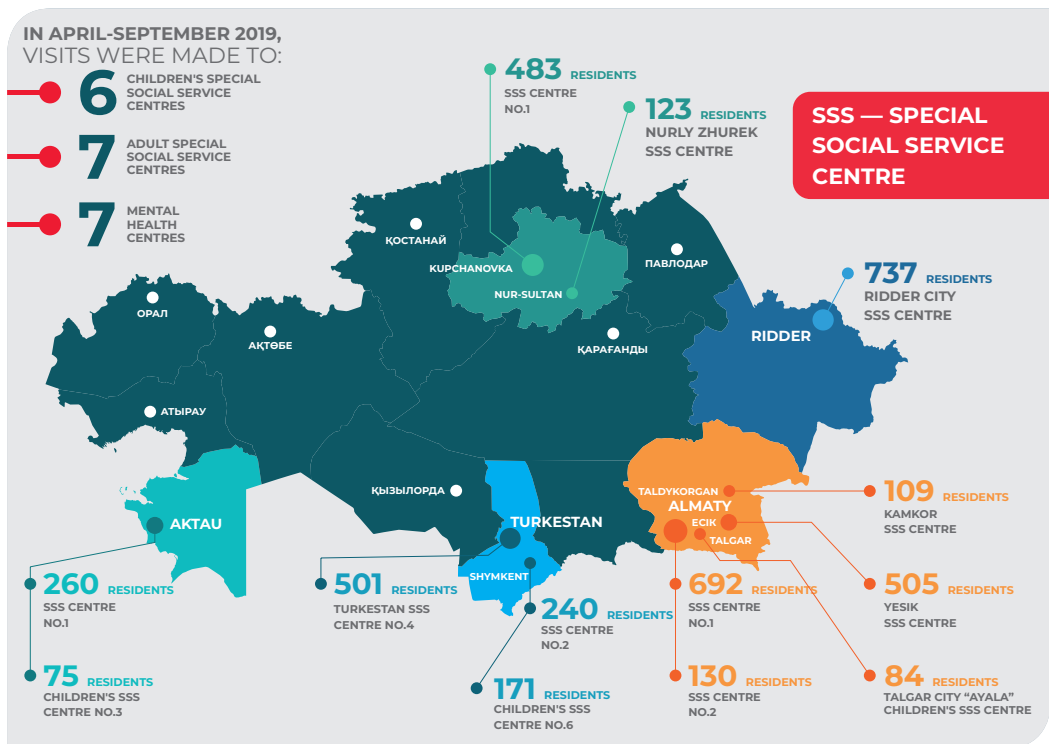 IN APRIL-SEPTEMBER 2019,
VISITS WERE MADE TO:
6 CHILDREN'S SPECIAL
SOCIAL SERVICE
CENTRES
7 ADULT SPECIAL
SOCIAL SERVICE
CENTRES
7 MENTAL
HEALTH
CENTRES
483 RESIDENTS
SSS CENTRE
NO.1
123 RESIDENTS
NURLY ZHUREK
SSS CENTRE
SSS — SPECIAL
SOCIAL SERVICE
CENTRE
ҚОСТАНАЙ
KUPCHANOVKA
NUR-SULTAN
ПАВЛОДАР
737 RESIDENTS
RIDDER CITY
SSS CENTRE
ОРАЛ
АҚТӨБЕ
ҚАРАҒАНДЫ
RIDDER
АТЫРАУ
ҚЫЗЫЛОРДА
AKTAU
TURKESTAN
SHYMKENT
TALDYKORGAN
ALMATY
ECIK
TALGAR
109 RESIDENTS
KAMKOR
SSS CENTRE
260 RESIDENTS
SSS CENTRE
NO.1
501 RESIDENTS
TURKESTAN SSS
CENTRE NO.4
240 RESIDENTS
SSS CENTRE
NO.2
692 RESIDENTS
SSS CENTRE
NO.1
505 RESIDENTS
YESIK
SSS CENTRE
75 RESIDENTS
CHILDREN'S SSS
CENTRE NO.3
171 RESIDENTS
CHILDREN'S SSS
CENTRE NO.6
130 RESIDENTS
SSS CENTRE
NO.2
84 RESIDENTS
TALGAR CITY “AYALA”
CHILDREN'S SSS CENTRE